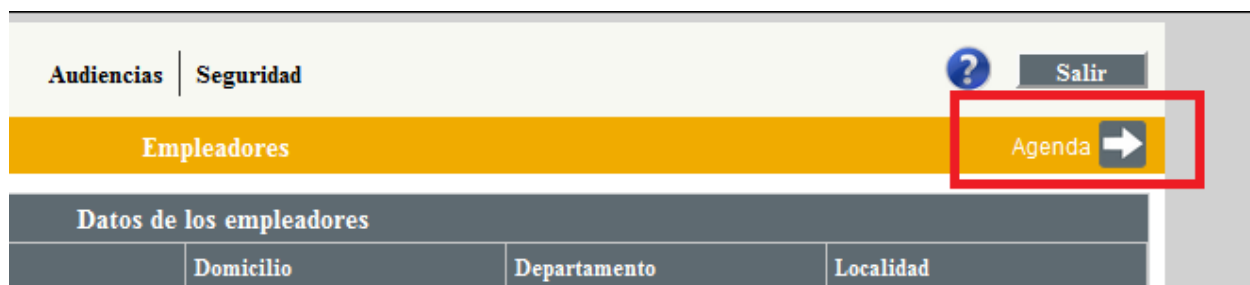 Audiencias Seguridad ? Salir
Empleadores Agenda
Datos de los empleadores
Domicilio Departamento Localidad